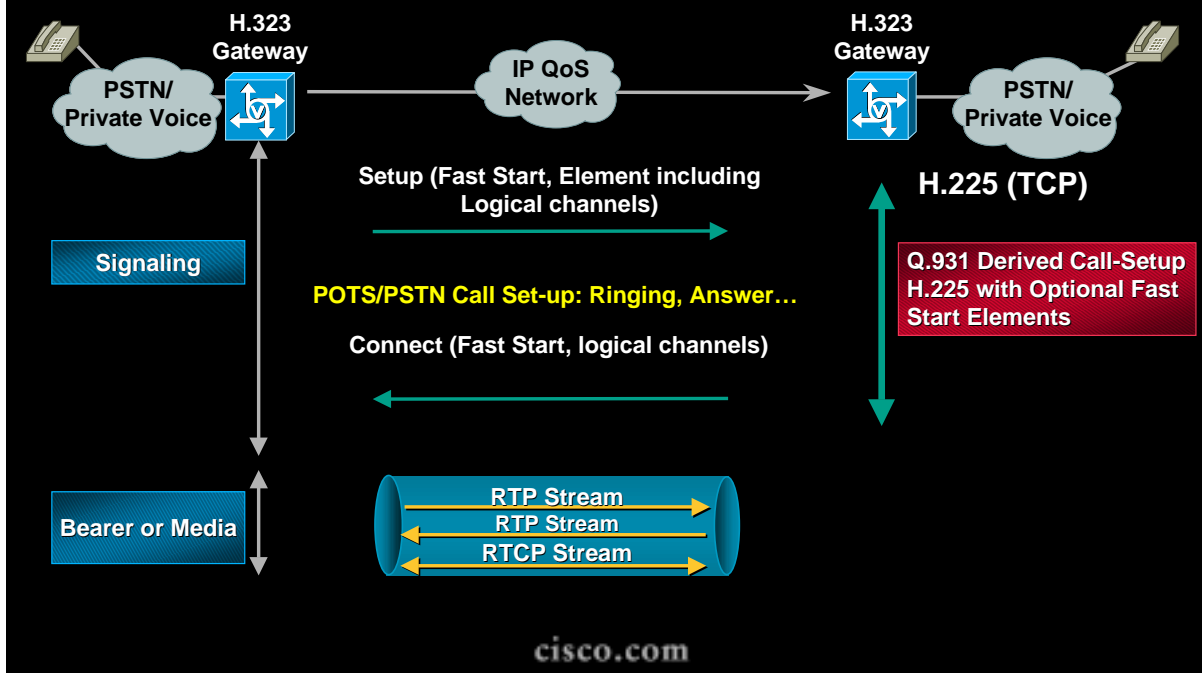 H.323
Gateway
H.323
Gateway
PSTN/
Private Voice
V
IP QoS
Network
V
PSTN/
Private Voice
Setup (Fast Start, Element including
Logical channels)
H.225 (TCP)
Signaling
Q.931 Derived Call-Setup
H.225 with Optional Fast
Start Elements
POTS/PSTN Call Set-up: Ringing, Answer…
Connect (Fast Start, logical channels)
Bearer or Media
RTP Stream
RTP Stream
RTCP Stream
cisco.com